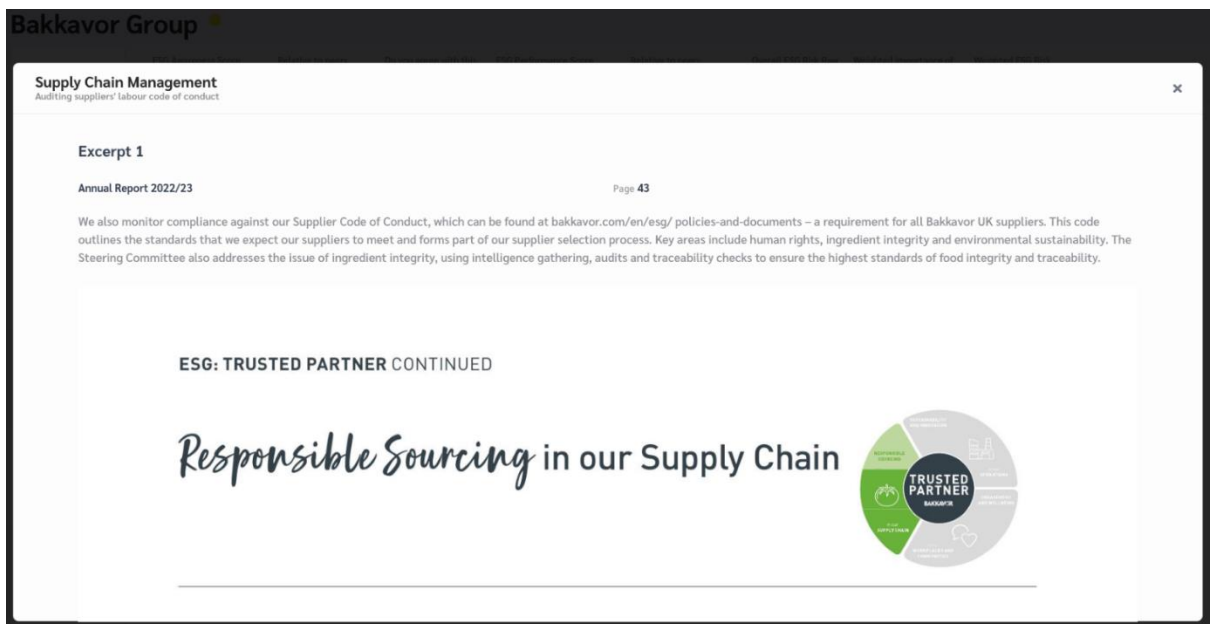 Bakkavor Group
Supply Chain Management
Auditing suppliers' labour code of conduct
×
Excerpt 1
Annual Report 2022/23
Page 43
We also monitor compliance against our Supplier Code of Conduct, which can be found at bakkavor.com/en/esg/ policies-and-documents – a requirement for all Bakkavor UK suppliers. This code
outlines the standards that we expect our suppliers to meet and forms part of our supplier selection process. Key areas include human rights, ingredient integrity and environmental sustainability. The
Steering Committee also addresses the issue of ingredient integrity, using intelligence gathering, audits and traceability checks to ensure the highest standards of food integrity and traceability.
ESG: TRUSTED PARTNER CONTINUED
Responsible Sourcing in our Supply Chain
RESPONSIBLE
SOURCING
TRUSTED
PARTNER
BAKKAVOR
SUPPLY CHAIN